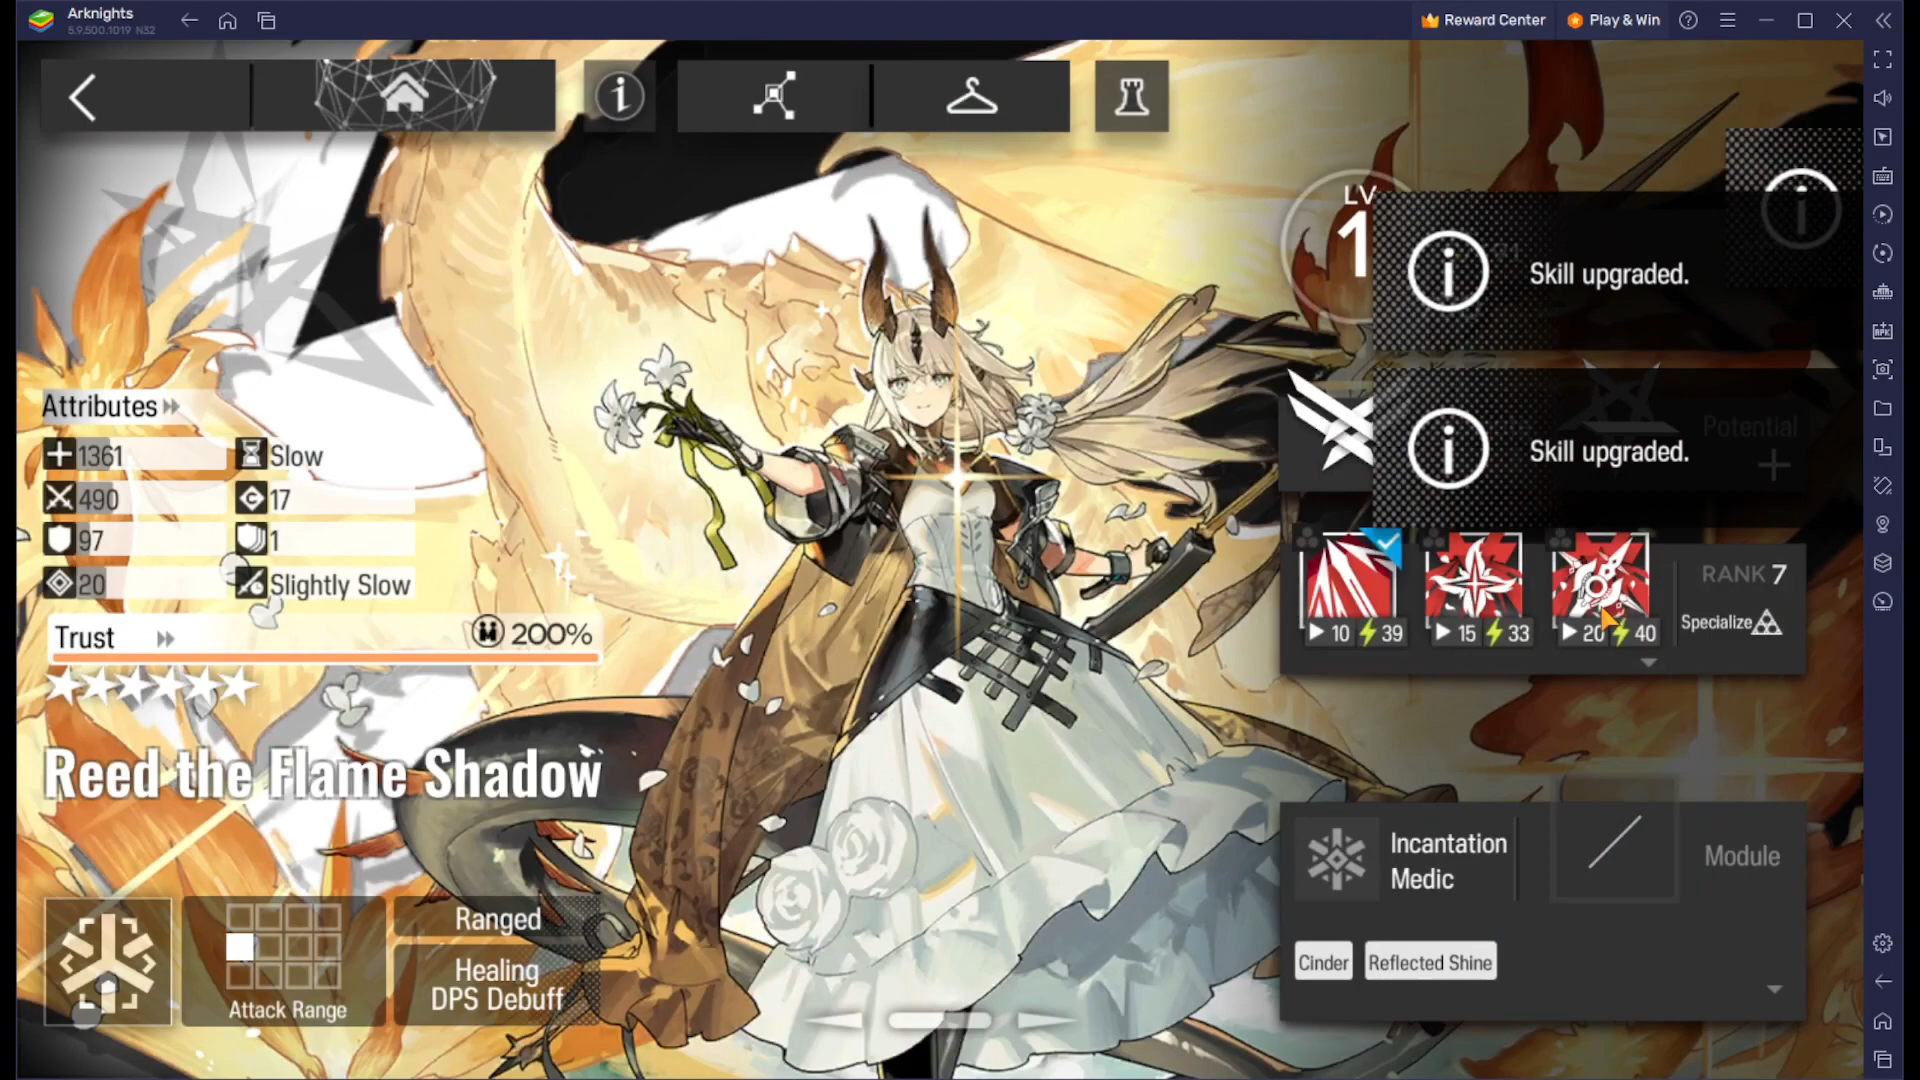 Arknights
5.9.500.1019 N32
Reward Center
Play & Win
LV
1
Skill upgraded.
Skill upgraded.
Potential
Attributes
1361
Slow
490
17
97
1
20
Slightly Slow
Trust
200%
10 39
15 33
20 40
RANK 7
Specialize
Reed the Flame Shadow
Incantation
Medic
Module
Cinder
Reflected Shine
Attack Range
Ranged
Healing
DPS Debuff